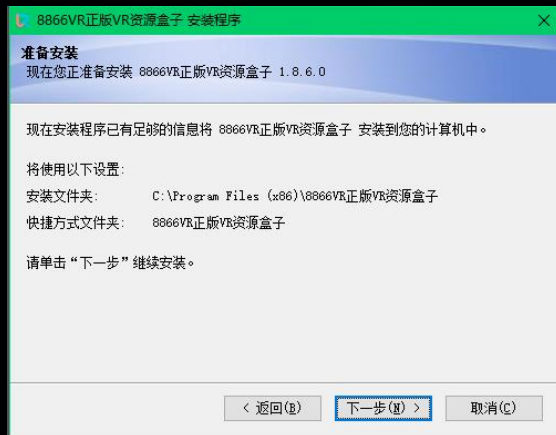 8866VR正版VR资源盒子 安装程序
准备安装
现在您正准备安装 8866VR正版VR资源盒子 1.8.6.0
现在安装程序已有足够的信息将 8866VR正版VR资源盒子 安装到您的计算机中。
将使用以下设置:
安装文件夹: C:\Program Files (x86)\8866VR正版VR资源盒子
快捷方式文件夹: 8866VR正版VR资源盒子
请单击“下一步”继续安装。
< 返回(B) 下一步(N) > 取消(C)